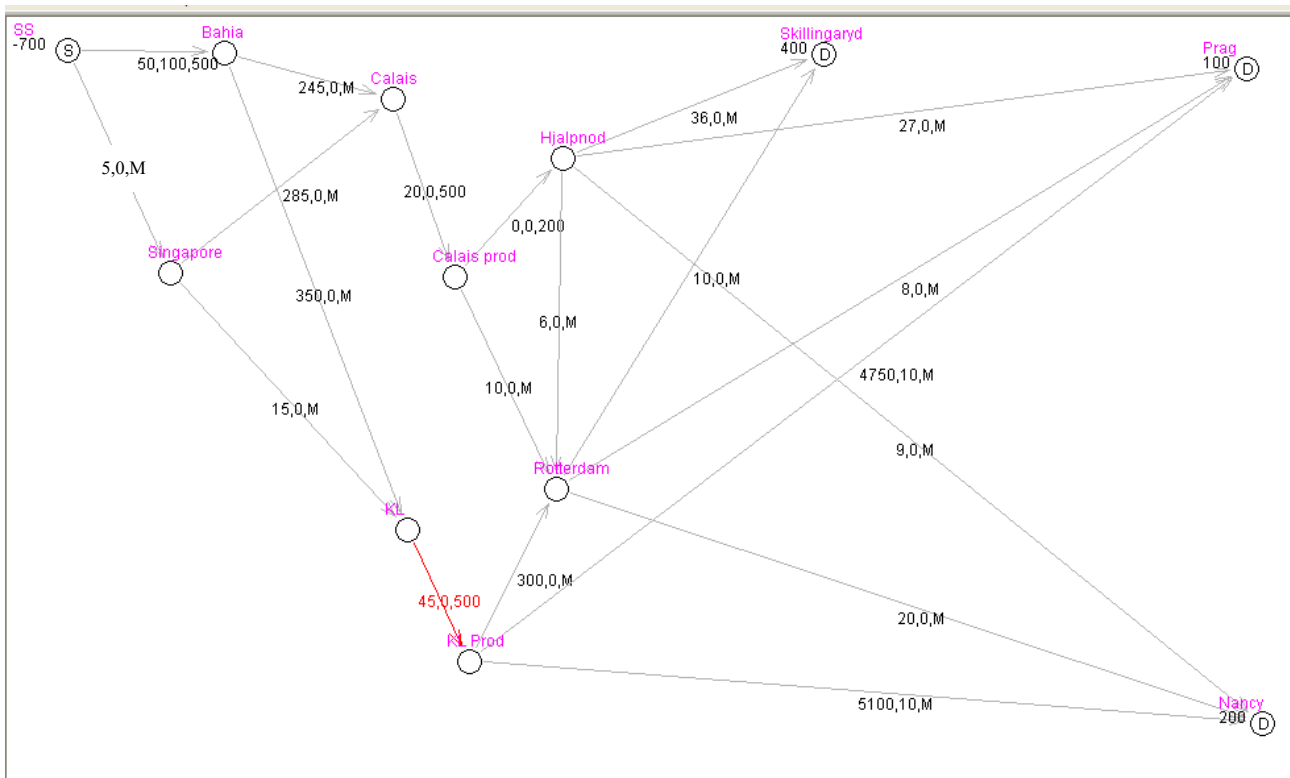 SS
-700
S
Bahia
50,100,500
245,0,M
Calais
Skillingaryd
400
D
Prag
100
D
36,0,M
27,0,M
Hjalpnod
5,0,M
285,0,M
20,0,500
0,0,200
Singapore
Calais prod
350,0,M
10,0,M
8,0,M
6,0,M
4750,10,M
10,0,M
15,0,M
9,0,M
Rotterdam
KL
300,0,M
45,0,500
20,0,M
KL Prod
5100,10,M
Nancy
200
D